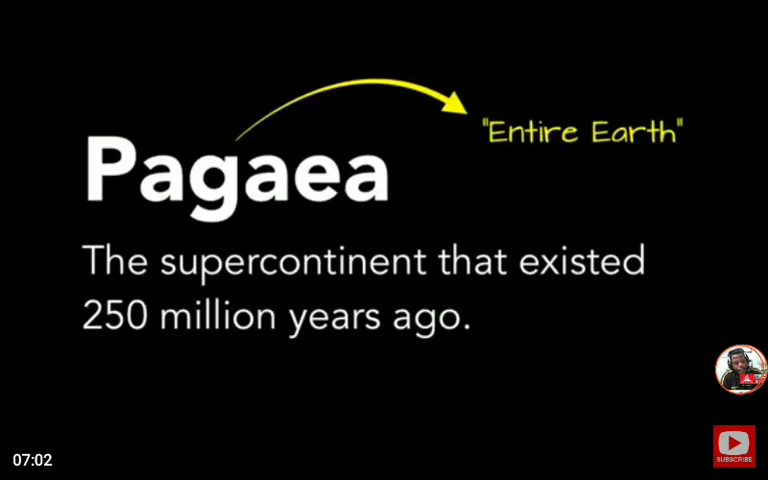 "Entire Earth"
Pagaea
The supercontinent that existed
250 million years ago.
SUBSCRIBE
07:02